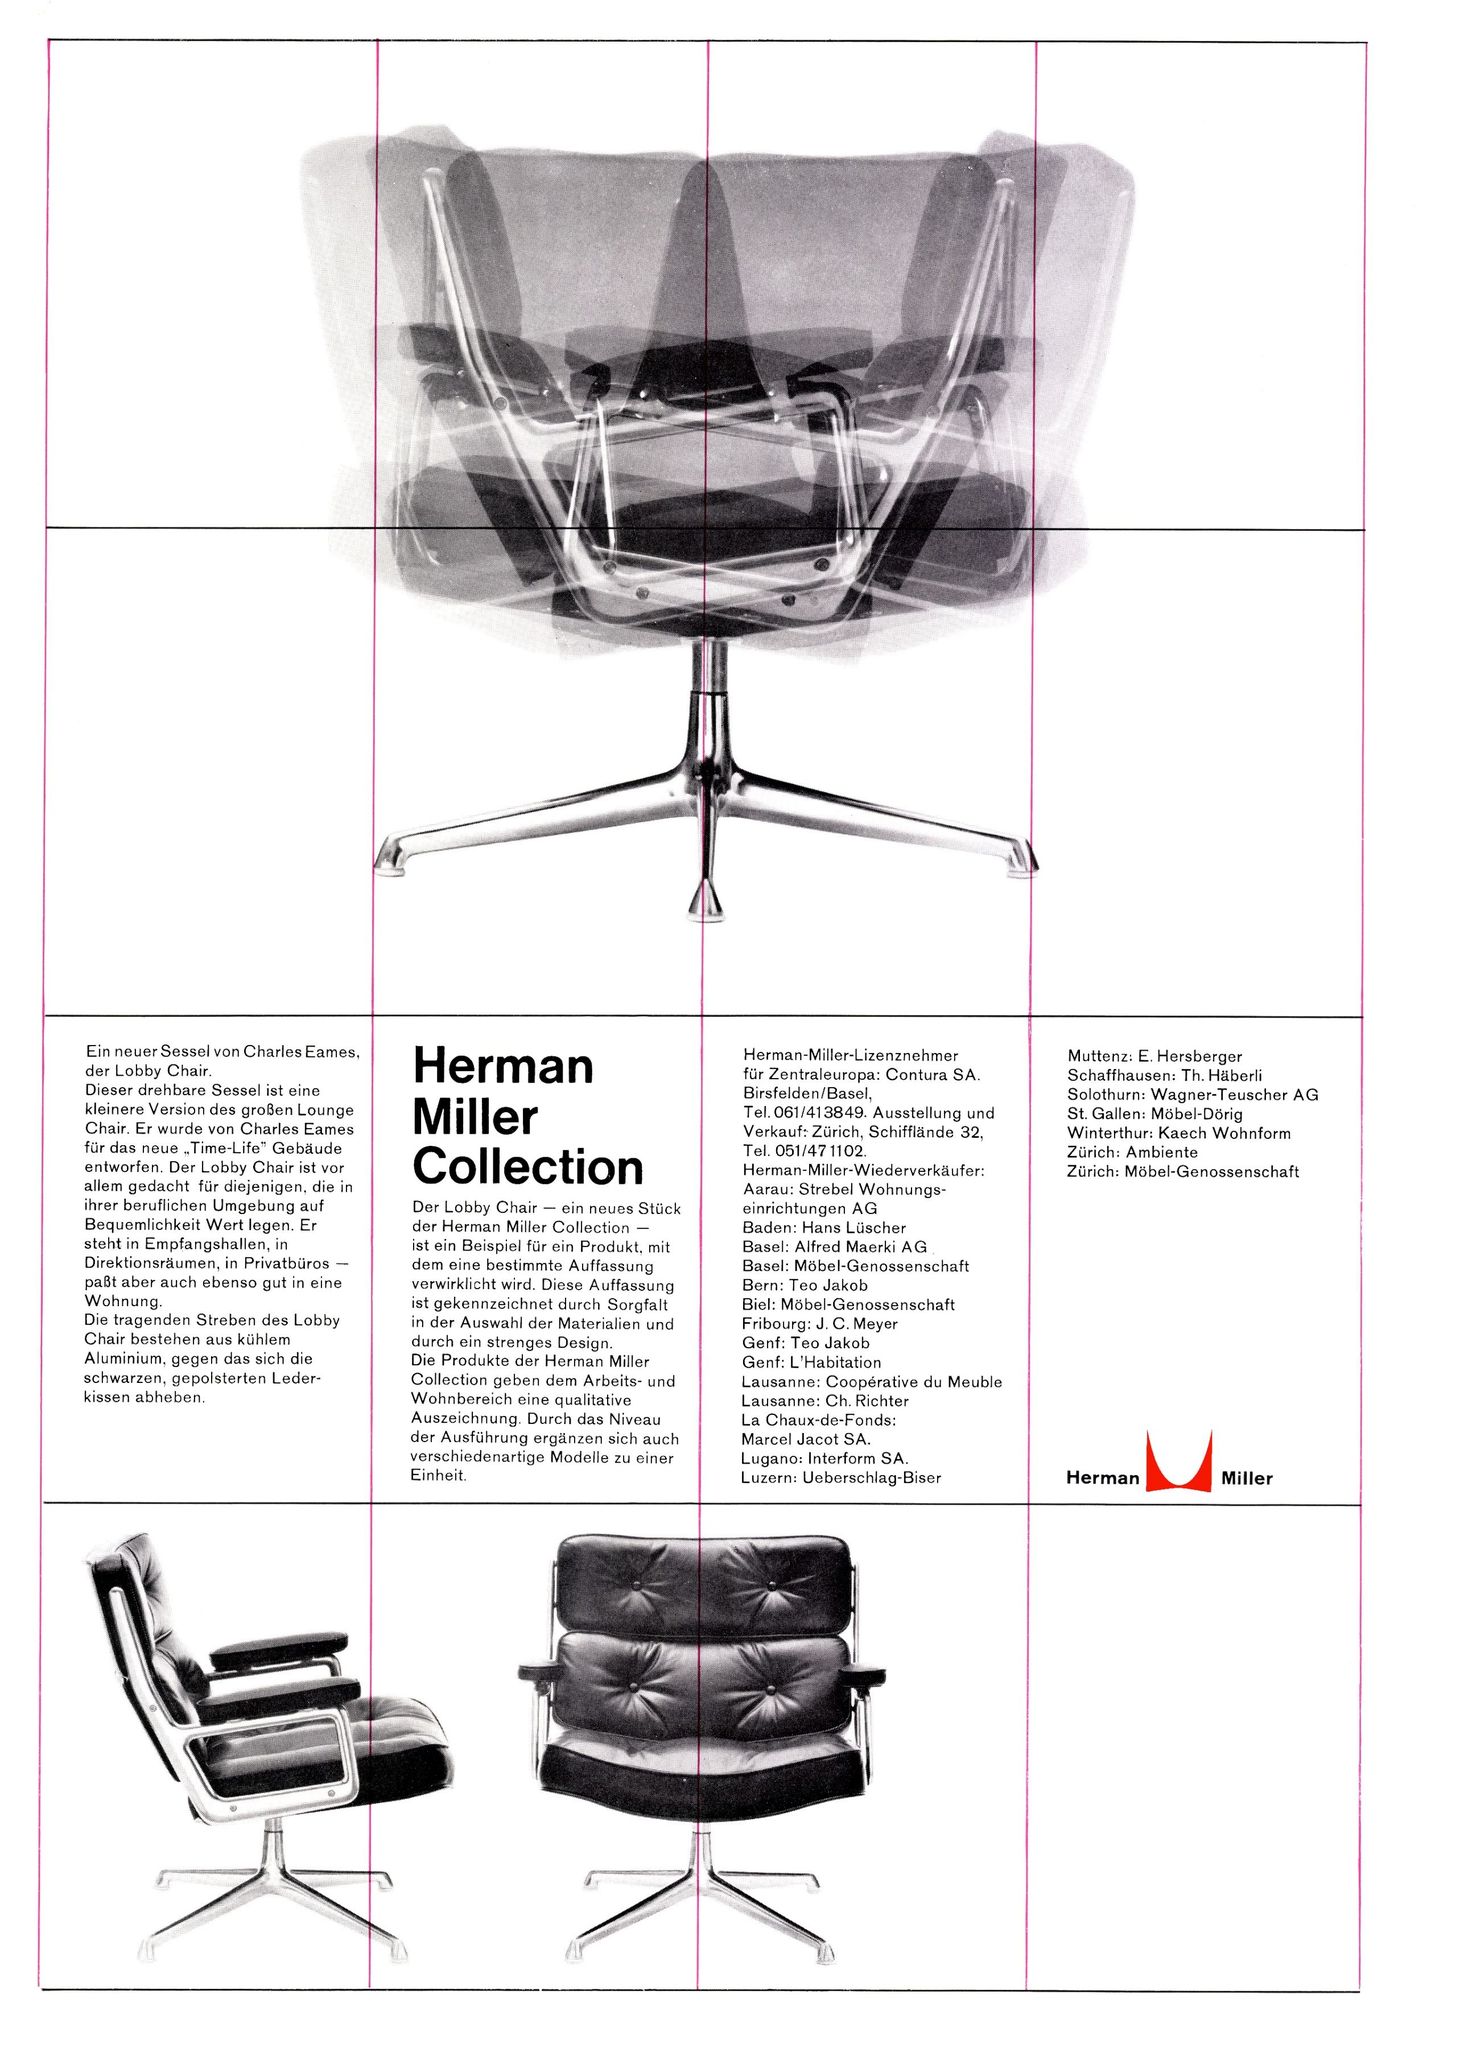 Ein neuer Sessel von Charles Eames,
der Lobby Chair.
Dieser drehbare Sessel ist eine
kleinere Version des großen Lounge
Chair. Er wurde von Charles Eames
für das neue „Time-Life” Gebäude
entworfen. Der Lobby Chair ist vor
allem gedacht für diejenigen, die in
ihrer beruflichen Umgebung auf
Bequemlichkeit Wert legen. Er
steht in Empfangshallen, in
Direktionsräumen, in Privatbüros —
paßt aber auch ebenso gut in eine
Wohnung.
Die tragenden Streben des Lobby
Chair bestehen aus kühlem
Aluminium, gegen das sich die
schwarzen, gepolsterten Leder-
kissen abheben.
Herman
Miller
Collection
Der Lobby Chair — ein neues Stück
der Herman Miller Collection —
ist ein Beispiel für ein Produkt, mit
dem eine bestimmte Auffassung
verwirklicht wird. Diese Auffassung
ist gekennzeichnet durch Sorgfalt
in der Auswahl der Materialien und
durch ein strenges Design.
Die Produkte der Herman Miller
Collection geben dem Arbeits- und
Wohnbereich eine qualitative
Auszeichnung. Durch das Niveau
der Ausführung ergänzen sich auch
verschiedenartige Modelle zu einer
Einheit.
Herman-Miller-Lizenznehmer
für Zentraleuropa: Contura SA.
Birsfelden/Basel,
Tel. 061/413849. Ausstellung und
Verkauf: Zürich, Schifflände 32,
Tel. 051/471102.
Herman-Miller-Wiederverkäufer:
Aarau: Strebel Wohnungs-
einrichtungen AG
Baden: Hans Lüscher
Basel: Alfred Maerki AG
Basel: Möbel-Genossenschaft
Bern: Teo Jakob
Biel: Möbel-Genossenschaft
Fribourg: J. C. Meyer
Genf: Teo Jakob
Genf: L'Habitation
Lausanne: Coopérative du Meuble
Lausanne: Ch. Richter
La Chaux-de-Fonds:
Marcel Jacot SA.
Lugano: Interform SA.
Luzern: Ueberschlag-Biser
Muttenz: E. Hersberger
Schaffhausen: Th. Häberli
Solothurn: Wagner-Teuscher AG
St. Gallen: Möbel-Dörig
Winterthur: Kaech Wohnform
Zürich: Ambiente
Zürich: Möbel-Genossenschaft
Herman Miller